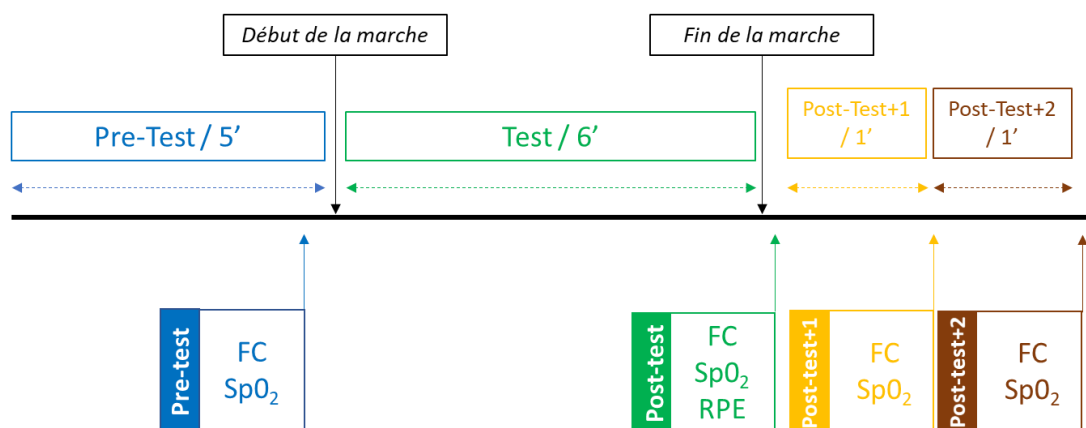 Début de la marche
Fin de la marche
Pre-Test / 5’
Test / 6’
Post-Test+1
/ 1’
Post-Test+2
/ 1’
Pre-test
FC
Sp0₂
Post-test
FC
Sp0₂
RPE
Post-test+1
FC
Sp0₂
Post-test+2
FC
Sp0₂